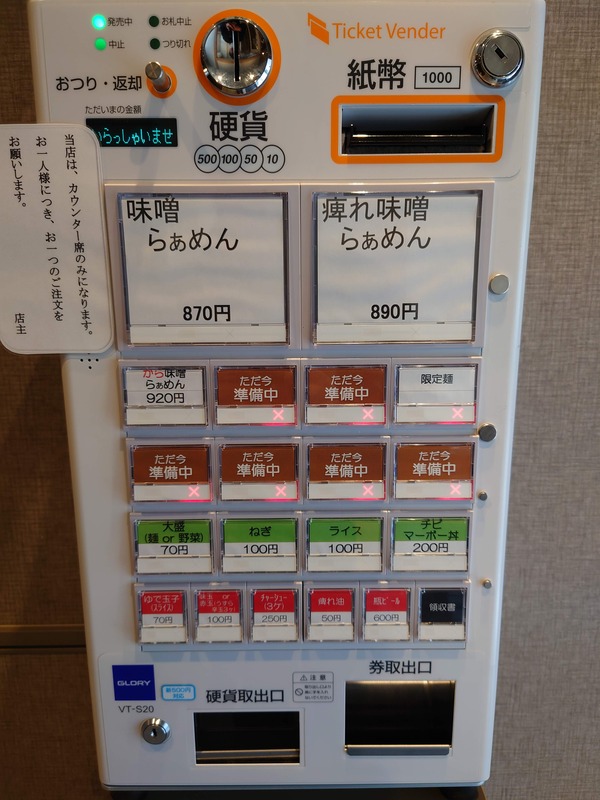 発売中
お札中止
中止
つり切れ
Ticket Vender
おつり・返却
紙幣 1000
ただいまの金額
いらっしゃいませ
硬貨
500 100 50 10
当店は、カウンター席のみになります。
お一人様につき、お一つのご注文を
お願いします。
店主
味噌
らぁめん
870円
痺れ味噌
らぁめん
890円
から味噌
らぁめん
920円
ただ今
準備中
ただ今
準備中
限定麺
ただ今
準備中
ただ今
準備中
ただ今
準備中
ただ今
準備中
大盛
(麺 or 野菜)
70円
ねぎ
100円
ライス
100円
チビ
マーボー丼
200円
ゆで玉子
(スライス)
70円
100円
チャーシュー
(3ケ)
250円
痺れ油
50円
瓶ビール
600円
領収書
GLORY
新500円
対応
硬貨取出口
注意
券取出口
VT-S20